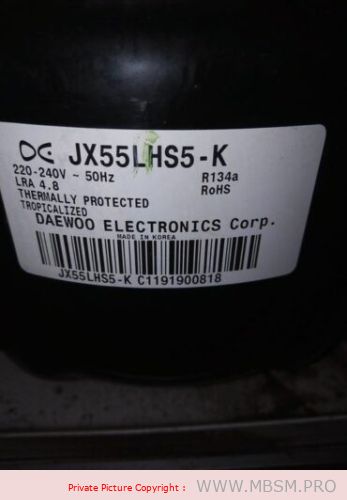 JX55LHS5-K
220-240V ~ 50Hz R134a
LRA 4.8 RoHS
THERMALLY PROTECTED
TROPICALIZED
DAEWOO ELECTRONICS Corp.
MADE IN KOREA
JX55LHS5-K C1191900818
Private Picture Copyright : WWW.MBSM.PRO